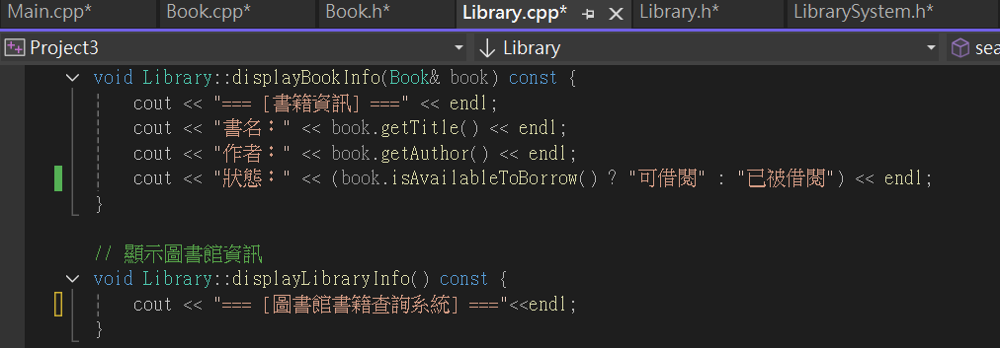 Main.cpp* Book.cpp* Book.h* Library.cpp* Library.h* LibrarySystem.h*
Project3 Library sea
void Library::displayBookInfo(Book& book) const {
cout << "=== [書籍資訊] ===" << endl;
cout << "書名：" << book.getTitle() << endl;
cout << "作者：" << book.getAuthor() << endl;
cout << "狀態：" << (book.isAvailableToBorrow() ? "可借閱" : "已被借閱") << endl;
}
// 顯示圖書館資訊
void Library::displayLibraryInfo() const {
cout << "=== [圖書館書籍查詢系統] ==="<<endl;
}